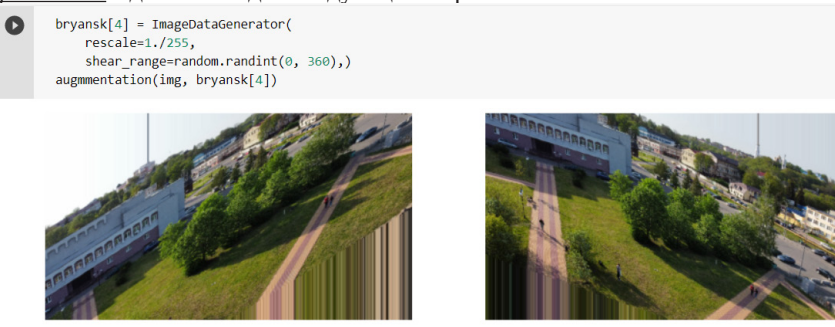 bryansk[4] = ImageDataGenerator(
    rescale=1./255,
    shear_range=random.randint(0, 360),)
augmmentation(img, bryansk[4])